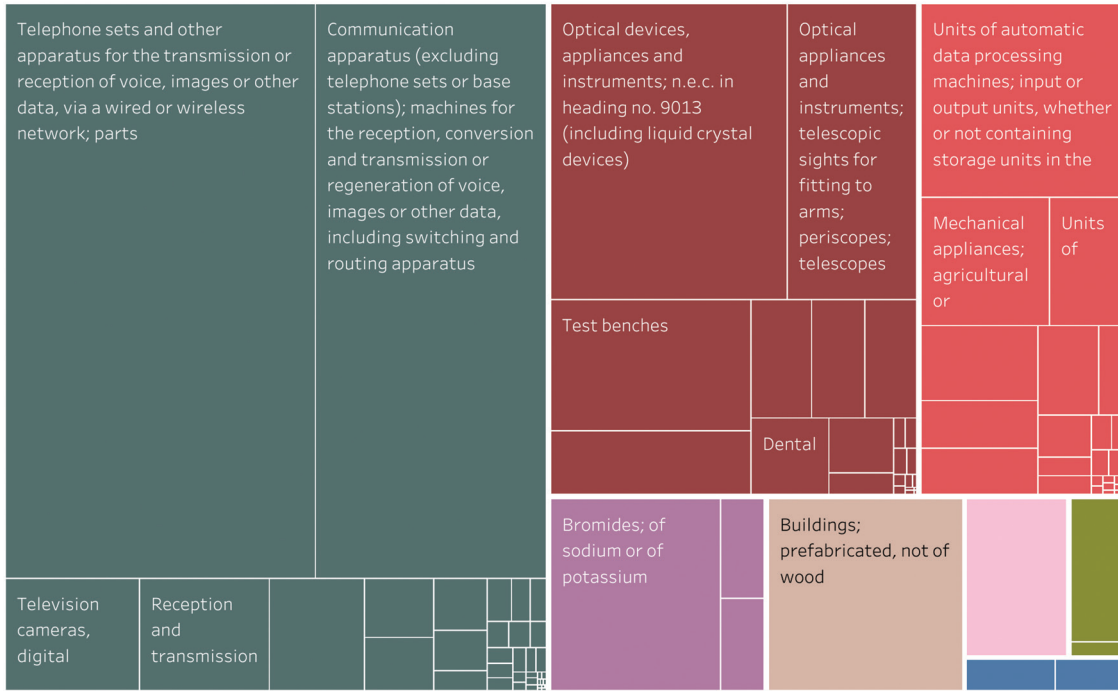 Telephone sets and other
apparatus for the transmission or
reception of voice, images or other
data, via a wired or wireless
network; parts
Communication
apparatus (excluding
telephone sets or base
stations); machines for
the reception, conversion
and transmission or
regeneration of voice,
images or other data,
including switching and
routing apparatus
Optical devices,
appliances and
instruments; n.e.c. in
heading no. 9013
(including liquid crystal
devices)
Optical
appliances
and
instruments;
telescopic
sights for
fitting to
arms;
periscopes;
telescopes
Units of automatic
data processing
machines; input or
output units, whether
or not containing
storage units in the
Mechanical
appliances;
agricultural
or
Units
of
Test benches
Dental
Television
cameras,
digital
Reception
and
transmission
Bromides; of
sodium or of
potassium
Buildings;
prefabricated, not of
wood